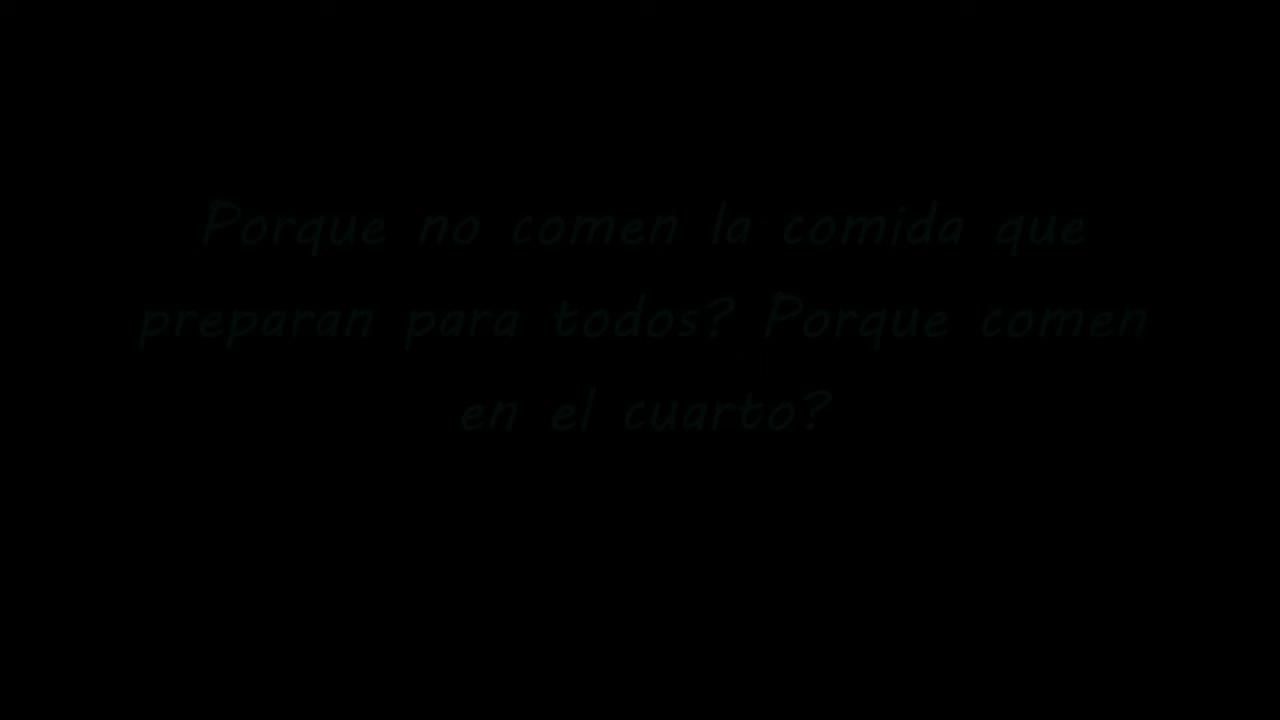 Porque no comen la comida que
preparan para todos? Porque comen
en el cuarto?